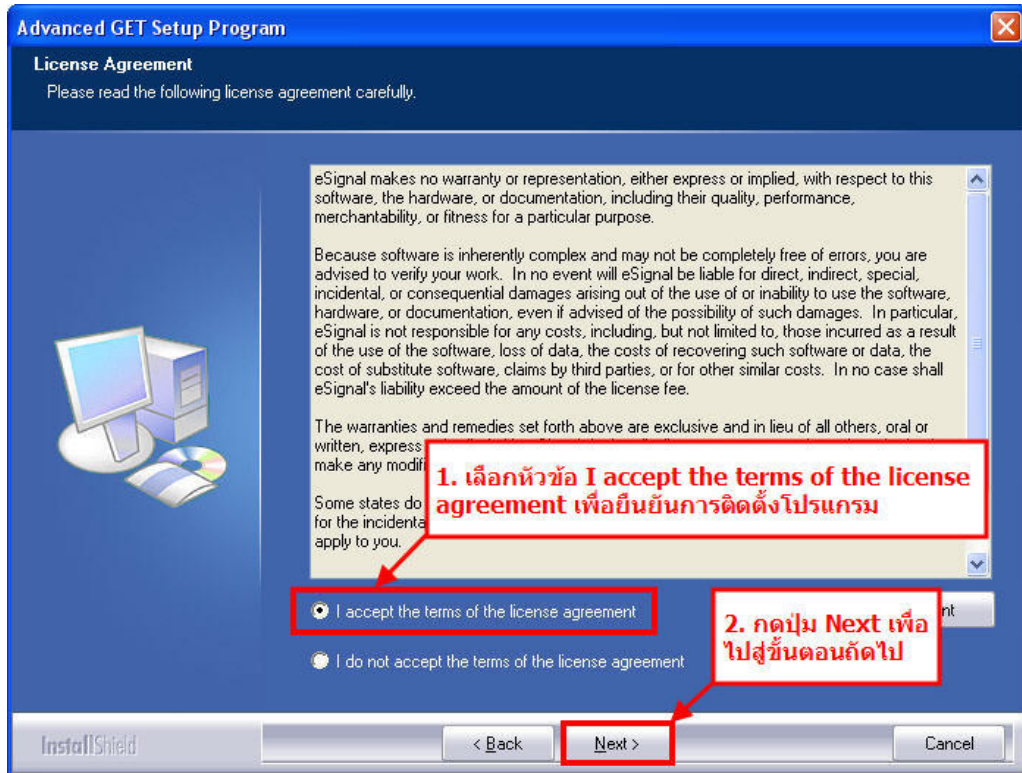 Advanced GET Setup Program
License Agreement
Please read the following license agreement carefully.
eSignal makes no warranty or representation, either express or implied, with respect to this
software, the hardware, or documentation, including their quality, performance,
merchantability, or fitness for a particular purpose.
Because software is inherently complex and may not be completely free of errors, you are
advised to verify your work. In no event will eSignal be liable for direct, indirect, special,
incidental, or consequential damages arising out of the use of or inability to use the software,
hardware, or documentation, even if advised of the possibility of such damages. In particular,
eSignal is not responsible for any costs, including, but not limited to, those incurred as a result
of the use of the software, loss of data, the costs of recovering such software or data, the
cost of substitute software, claims by third parties, or for other similar costs. In no case shall
eSignal's liability exceed the amount of the license fee.
The warranties and remedies set forth above are exclusive and in lieu of all others, oral or
written, express
make any
1. เลือกหัวข้อ I accept the terms of the license
agreement เพื่อยืนยันการติดตั้งโปรแกรม
Some states do
for the
apply to you.
I accept the terms of the license agreement
2. กดปุ่ม Next เพื่อ
ไปสู่ขั้นตอนถัดไป
I do not accept the terms of the license agreement
InstallShield
< Back
Next >
Cancel